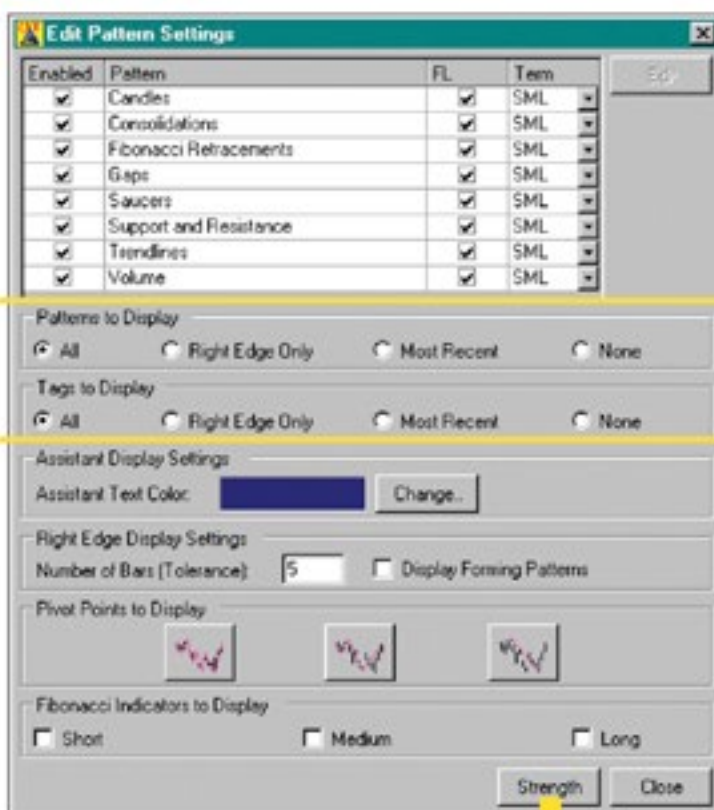 Edit Pattern Settings
Enabled Pattern FL Term Edit
Candles SML
Consolidations SML
Fibonacci Retracements SML
Gaps SML
Saucers SML
Support and Resistance SML
Trendlines SML
Volume SML
Patterns to Display
All Right Edge Only Most Recent None
Tags to Display
All Right Edge Only Most Recent None
Assistant Display Settings
Assistant Text Color: Change..
Right Edge Display Settings
Number of Bars (Tolerance): 5 Display Forming Patterns
Pivot Points to Display
Fibonacci Indicators to Display
Short Medium Long
Strength Close